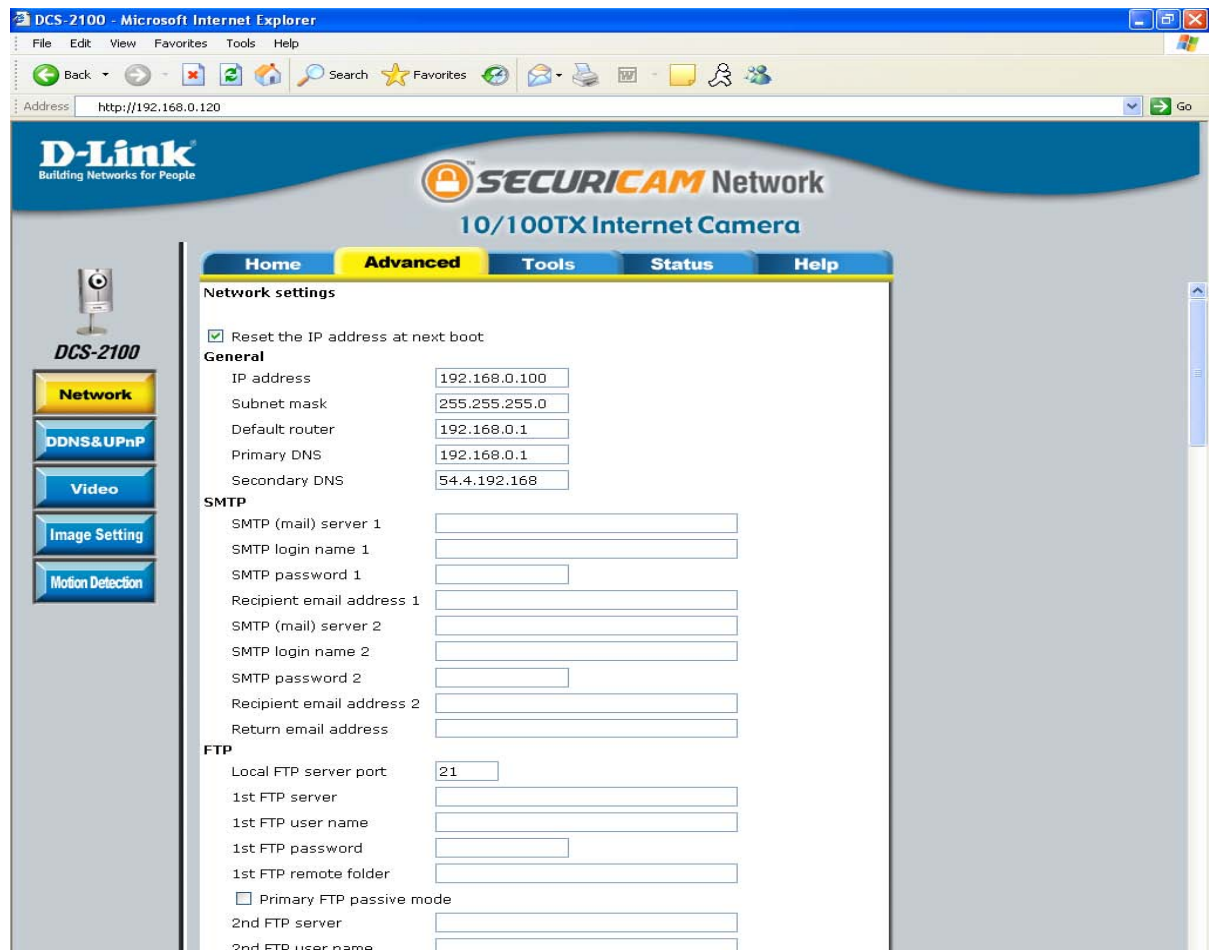 DCS-2100 - Microsoft Internet Explorer
File Edit View Favorites Tools Help
Back Search Favorites
Address http://192.168.0.120 Go
D-Link
Building Networks for People
SECURICAM Network
10/100TX Internet Camera
Home Advanced Tools Status Help
DCS-2100
Network
DDNS&UPnP
Video
Image Setting
Motion Detection
Network settings
Reset the IP address at next boot
General
IP address 192.168.0.100
Subnet mask 255.255.255.0
Default router 192.168.0.1
Primary DNS 192.168.0.1
Secondary DNS 54.4.192.168
SMTP
SMTP (mail) server 1
SMTP login name 1
SMTP password 1
Recipient email address 1
SMTP (mail) server 2
SMTP login name 2
SMTP password 2
Recipient email address 2
Return email address
FTP
Local FTP server port 21
1st FTP server
1st FTP user name
1st FTP password
1st FTP remote folder
Primary FTP passive mode
2nd FTP server
2nd FTP user name